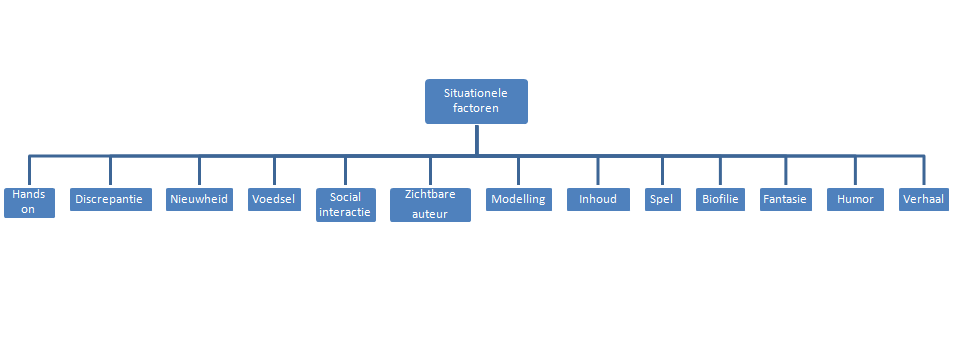 Situationele
factoren
Hands
on
Discrepantie
Nieuwheid
Voedsel
Social
interactie
Zichtbare
auteur
Modelling
Inhoud
Spel
Biofilie
Fantasie
Humor
Verhaal